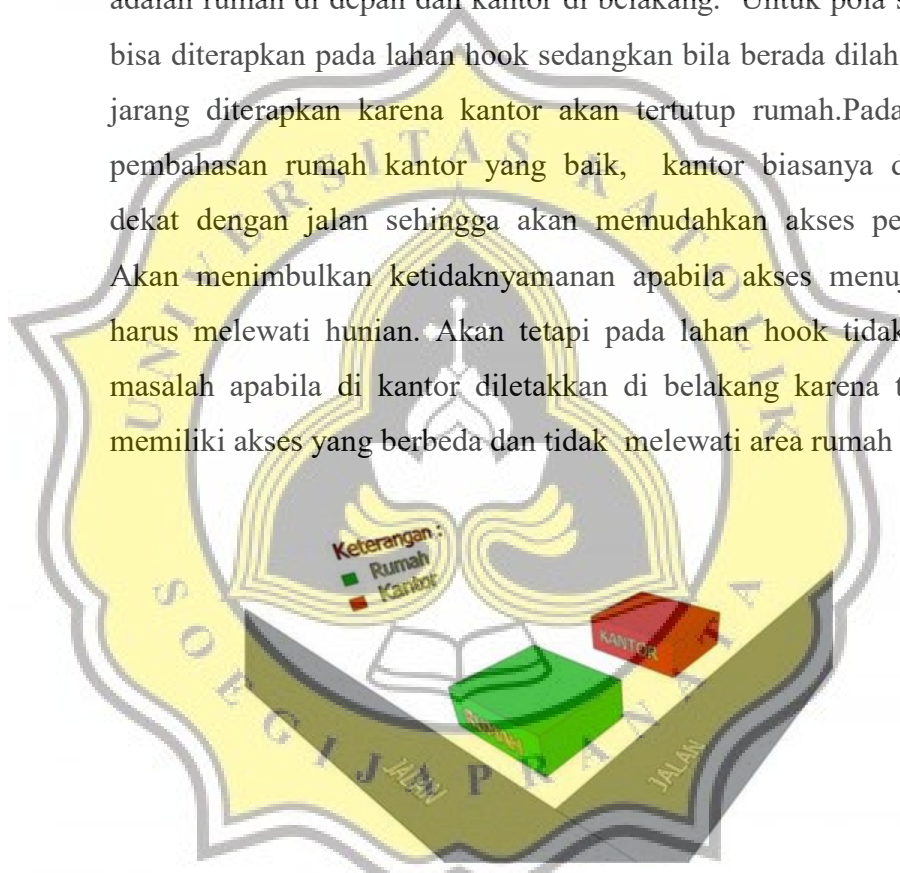 adalah rumah di depan dan kantor di belakang. Untuk pola
bisa diterapkan pada lahan hook sedangkan bila berada dilah
jarang diterapkan karena kantor akan tertutup rumah.Pada
pembahasan rumah kantor yang baik, kantor biasanya d
dekat dengan jalan sehingga akan memudahkan akses pe
Akan menimbulkan ketidaknyamanan apabila akses menu
harus melewati hunian. Akan tetapi pada lahan hook tidak
masalah apabila di kantor diletakkan di belakang karena t
memiliki akses yang berbeda dan tidak melewati area rumah
UNIVERSITAS KATOLIK
Keterangan :
Rumah
Kantor
KANTOR
RUMAH
JALAN
JALAN
SOEGIJAPRANATA